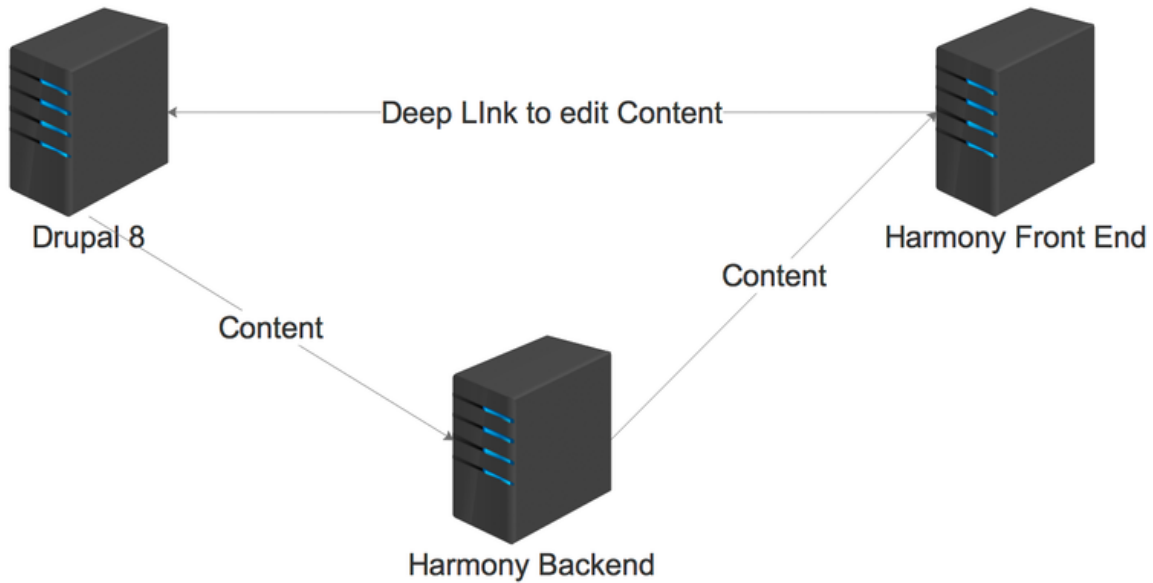 Deep LInk to edit Content
Drupal 8
Harmony Front End
Content
Content
Harmony Backend